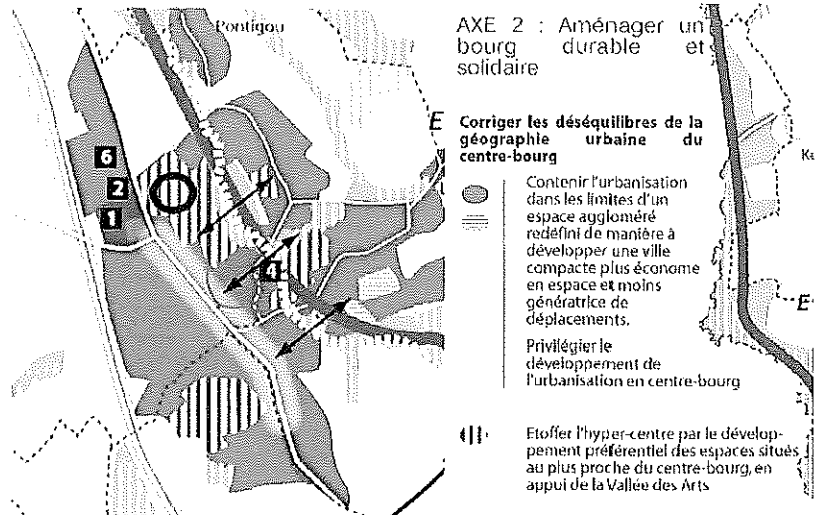 Pontigou
6
2
1
4
AXE 2 : Aménager un
bourg durable et
solidaire
E
Corriger les déséquilibres de la
géographie urbaine du
centre-bourg
Contenir l'urbanisation
dans les limites d'un
espace aggloméré
redéfini de manière à
développer une ville
compacte plus économe
en espace et moins
génératrice de
déplacements.
Privilégier le
développement de
l'urbanisation en centre-bourg
Etoffer l'hyper-centre par le dévelop-
pement préférentiel des espaces situés
au plus proche du centre-bourg, en
appui de la Vallée des Arts
E